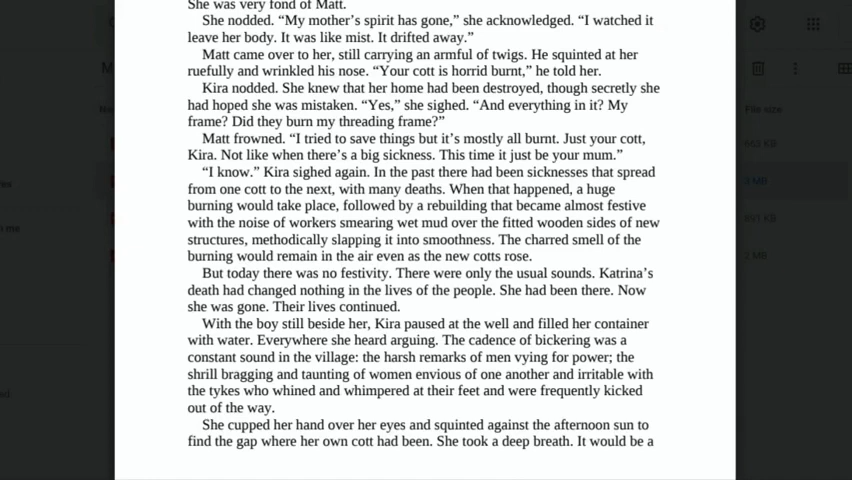 She was very fond of Matt.
She nodded. “My mother’s spirit has gone,” she acknowledged. “I watched it
leave her body. It was like mist. It drifted away.”
Matt came over to her, still carrying an armful of twigs. He squinted at her
ruefully and wrinkled his nose. “Your cott is horrid burnt,” he told her.
Kira nodded. She knew that her home had been destroyed, though secretly she
had hoped she was mistaken. “Yes,” she sighed. “And everything in it? My
frame? Did they burn my threading frame?”
Matt frowned. “I tried to save things but it’s mostly all burnt. Just your cott,
Kira. Not like when there’s a big sickness. This time it just be your mum.”
“I know.” Kira sighed again. In the past there had been sicknesses that spread
from one cott to the next, with many deaths. When that happened, a huge
burning would take place, followed by a rebuilding that became almost festive
with the noise of workers smearing wet mud over the fitted wooden sides of new
structures, methodically slapping it into smoothness. The charred smell of the
burning would remain in the air even as the new cotts rose.
But today there was no festivity. There were only the usual sounds. Katrina’s
death had changed nothing in the lives of the people. She had been there. Now
she was gone. Their lives continued.
With the boy still beside her, Kira paused at the well and filled her container
with water. Everywhere she heard arguing. The cadence of bickering was a
constant sound in the village: the harsh remarks of men vying for power; the
shrill bragging and taunting of women envious of one another and irritable with
the tykes who whined and whimpered at their feet and were frequently kicked
out of the way.
She cupped her hand over her eyes and squinted against the afternoon sun to
find the gap where her own cott had been. She took a deep breath. It would be a
File size
3 MB
691 KB
2 MB